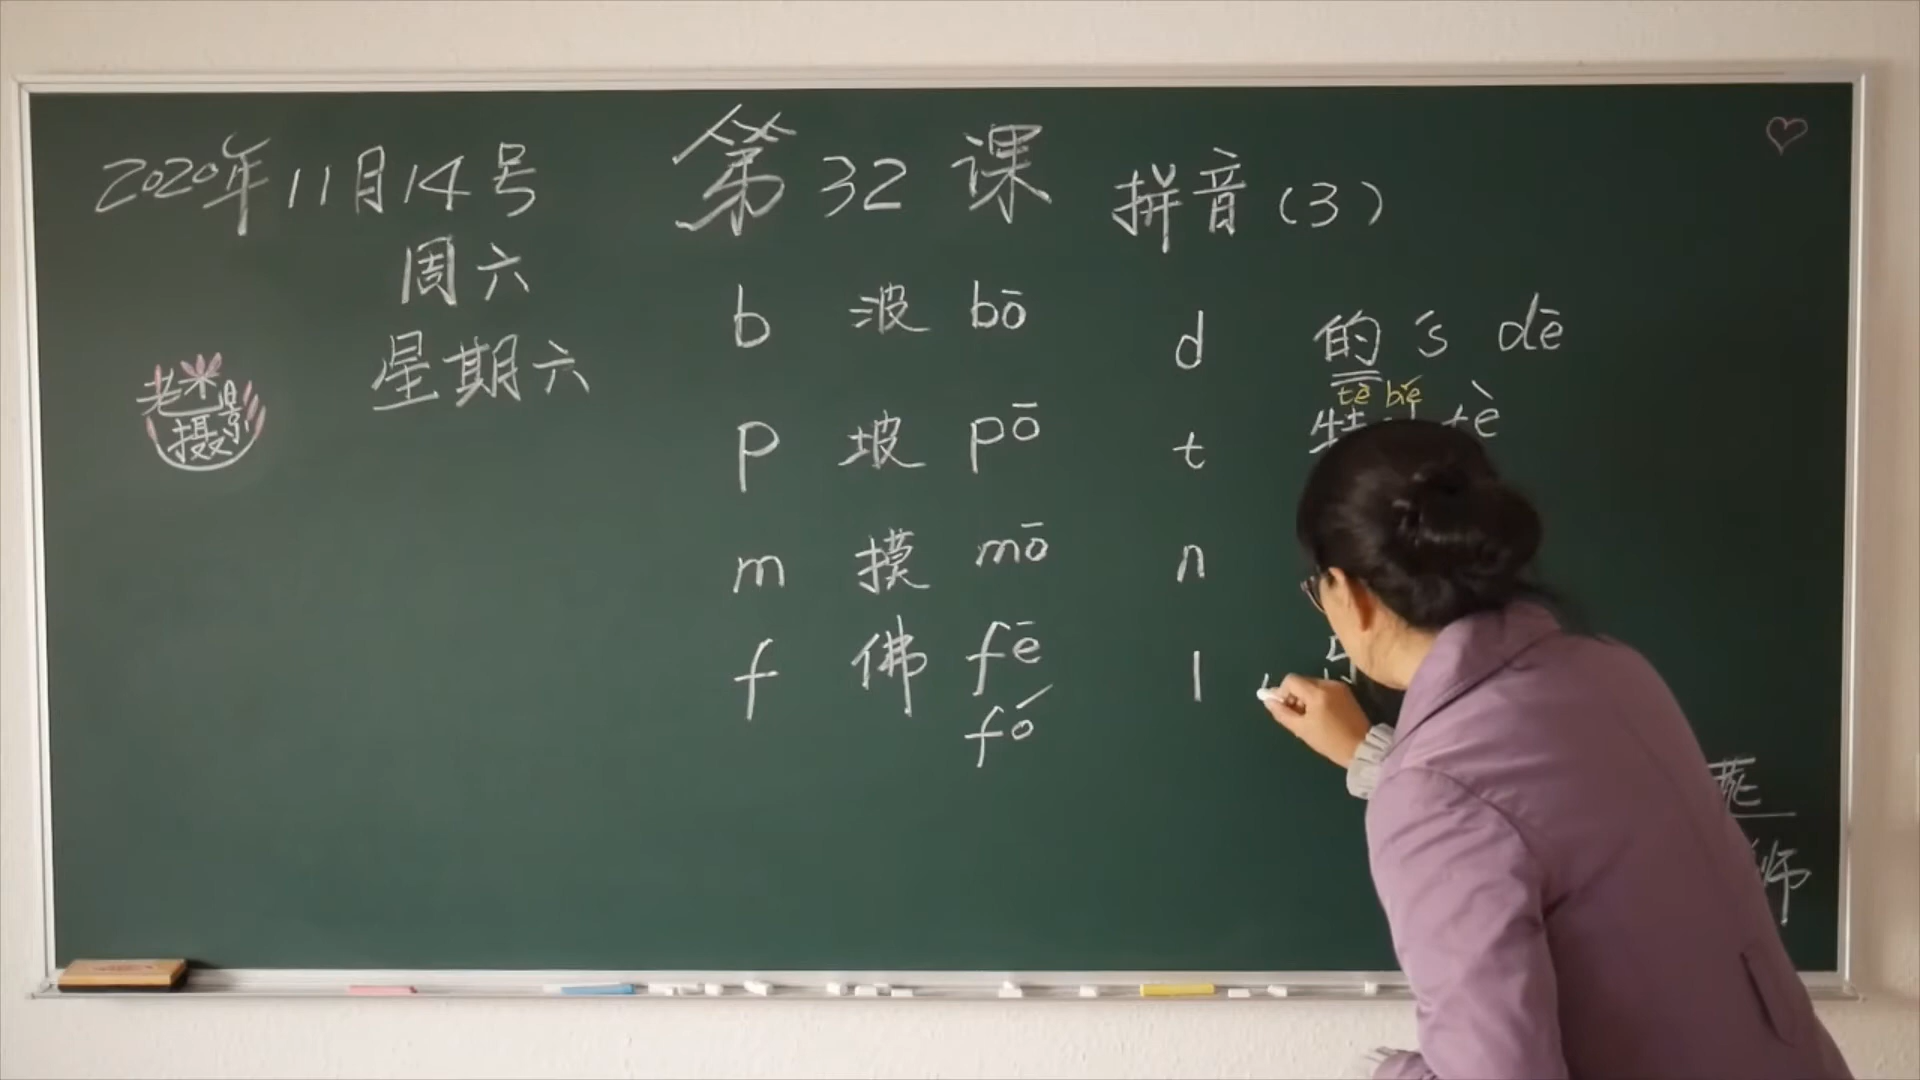 2020年11月14号
周六
星期六
老米
摄影
第32课 拼音(3)
b 波 bō
p 坡 pō
m 摸 mō
f 佛 fē
fó
d 的 's dē
tè bié
t 特 tè
n
l
师